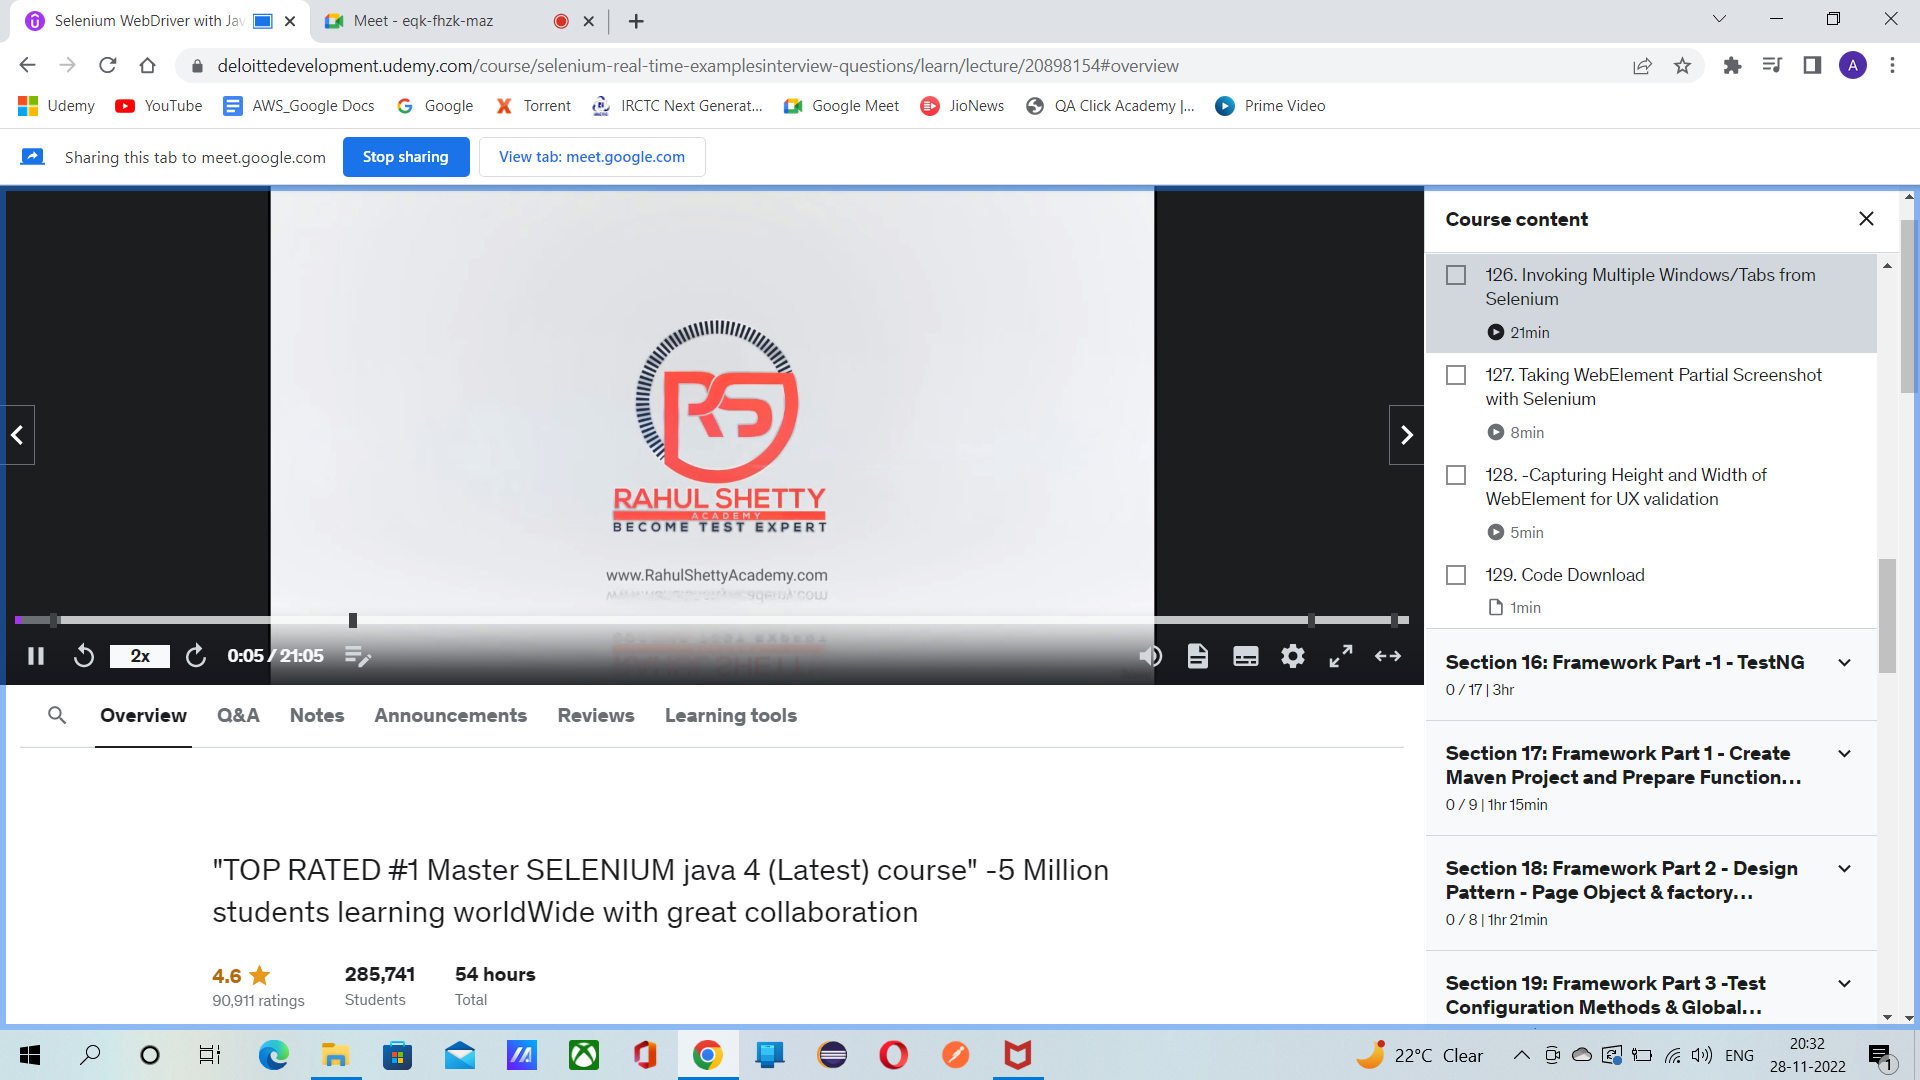 Selenium WebDriver with Jav
Meet - eqk-fhzk-maz
deloittedevelopment.udemy.com/course/selenium-real-time-examplesinterview-questions/learn/lecture/20898154#overview
A
Udemy
YouTube
AWS_Google Docs
Google
Torrent
IRCTC Next Generat...
Google Meet
JioNews
QA Click Academy |...
Prime Video
Sharing this tab to meet.google.com
Stop sharing
View tab: meet.google.com
RS
RAHUL SHETTY
ACADEMY
BECOME TEST EXPERT
www.RahulShettyAcademy.com
2x
0:05 / 21:05
Course content
126. Invoking Multiple Windows/Tabs from
Selenium
21min
127. Taking WebElement Partial Screenshot
with Selenium
8min
128. -Capturing Height and Width of
WebElement for UX validation
5min
129. Code Download
1min
Section 16: Framework Part -1 - TestNG
0 / 17 | 3hr
Section 17: Framework Part 1 - Create
Maven Project and Prepare Function...
0 / 9 | 1hr 15min
Section 18: Framework Part 2 - Design
Pattern - Page Object & factory...
0 / 8 | 1hr 21min
Section 19: Framework Part 3 -Test
Configuration Methods & Global...
Overview
Q&A
Notes
Announcements
Reviews
Learning tools
"TOP RATED #1 Master SELENIUM java 4 (Latest) course" -5 Million
students learning worldWide with great collaboration
4.6
285,741
54 hours
90,911 ratings
Students
Total
22°C Clear
ENG
20:32
28-11-2022
1